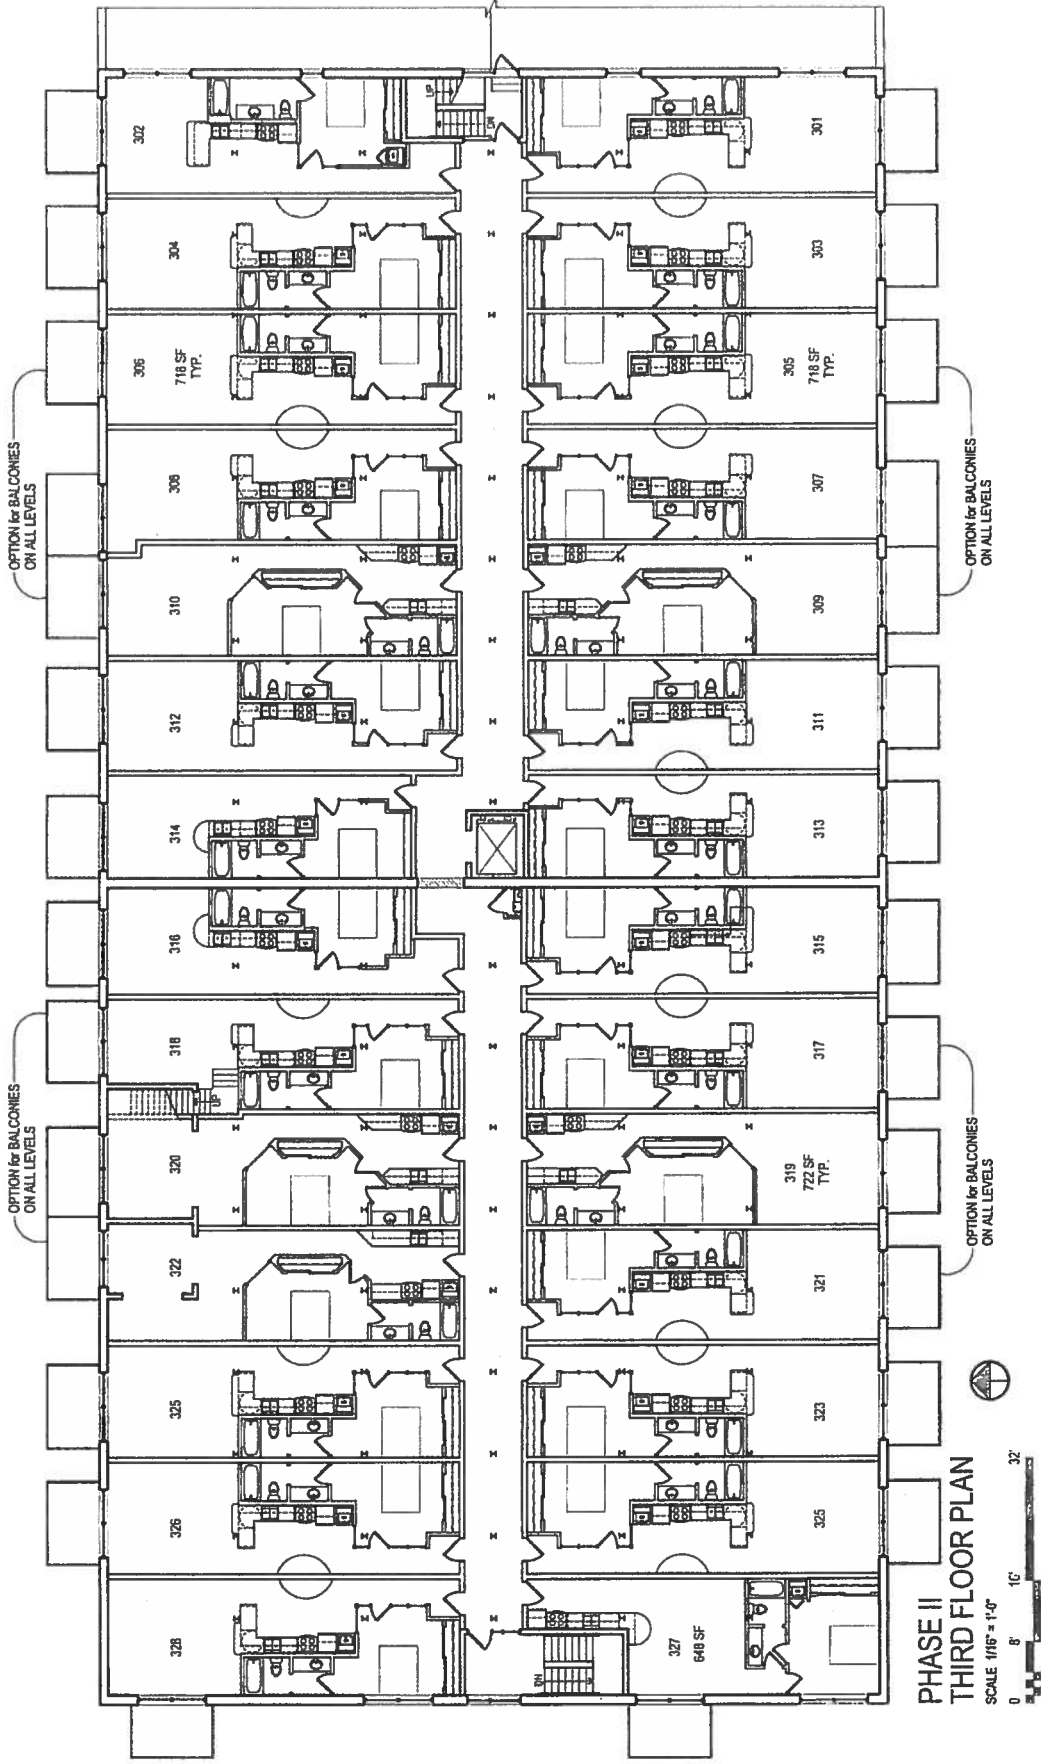 PHASE II
THIRD FLOOR PLAN
SCALE 1/16" = 1'-0"
0
8'
16'
32'
OPTION for BALCONIES
ON ALL LEVELS
OPTION for BALCONIES
ON ALL LEVELS
328
326
325
322
320
318
316
314
312
310
308
306
718 SF
TYP.
304
302
UP
UP
DN
DN
327
648 SF
325
323
321
319
722 SF
TYP.
317
315
313
311
309
307
305
718 SF
TYP.
303
301
OPTION for BALCONIES
ON ALL LEVELS
OPTION for BALCONIES
ON ALL LEVELS